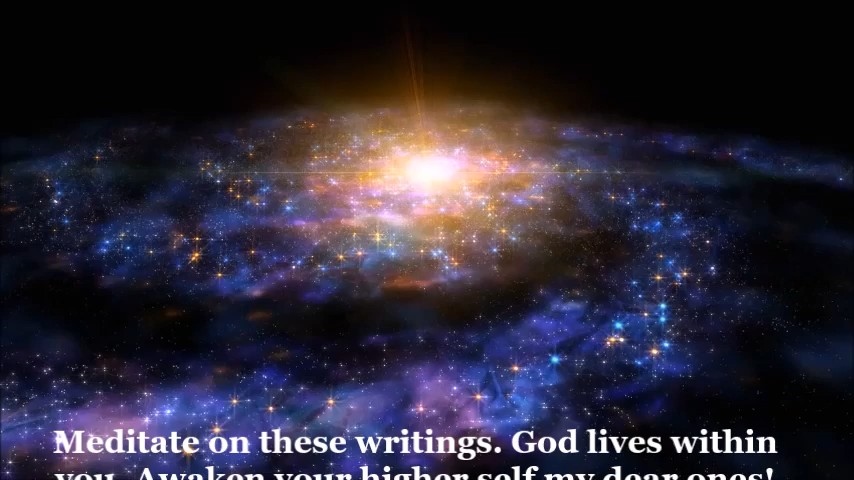 Meditate on these writings. God lives within
you. Awaken your higher self my dear ones!